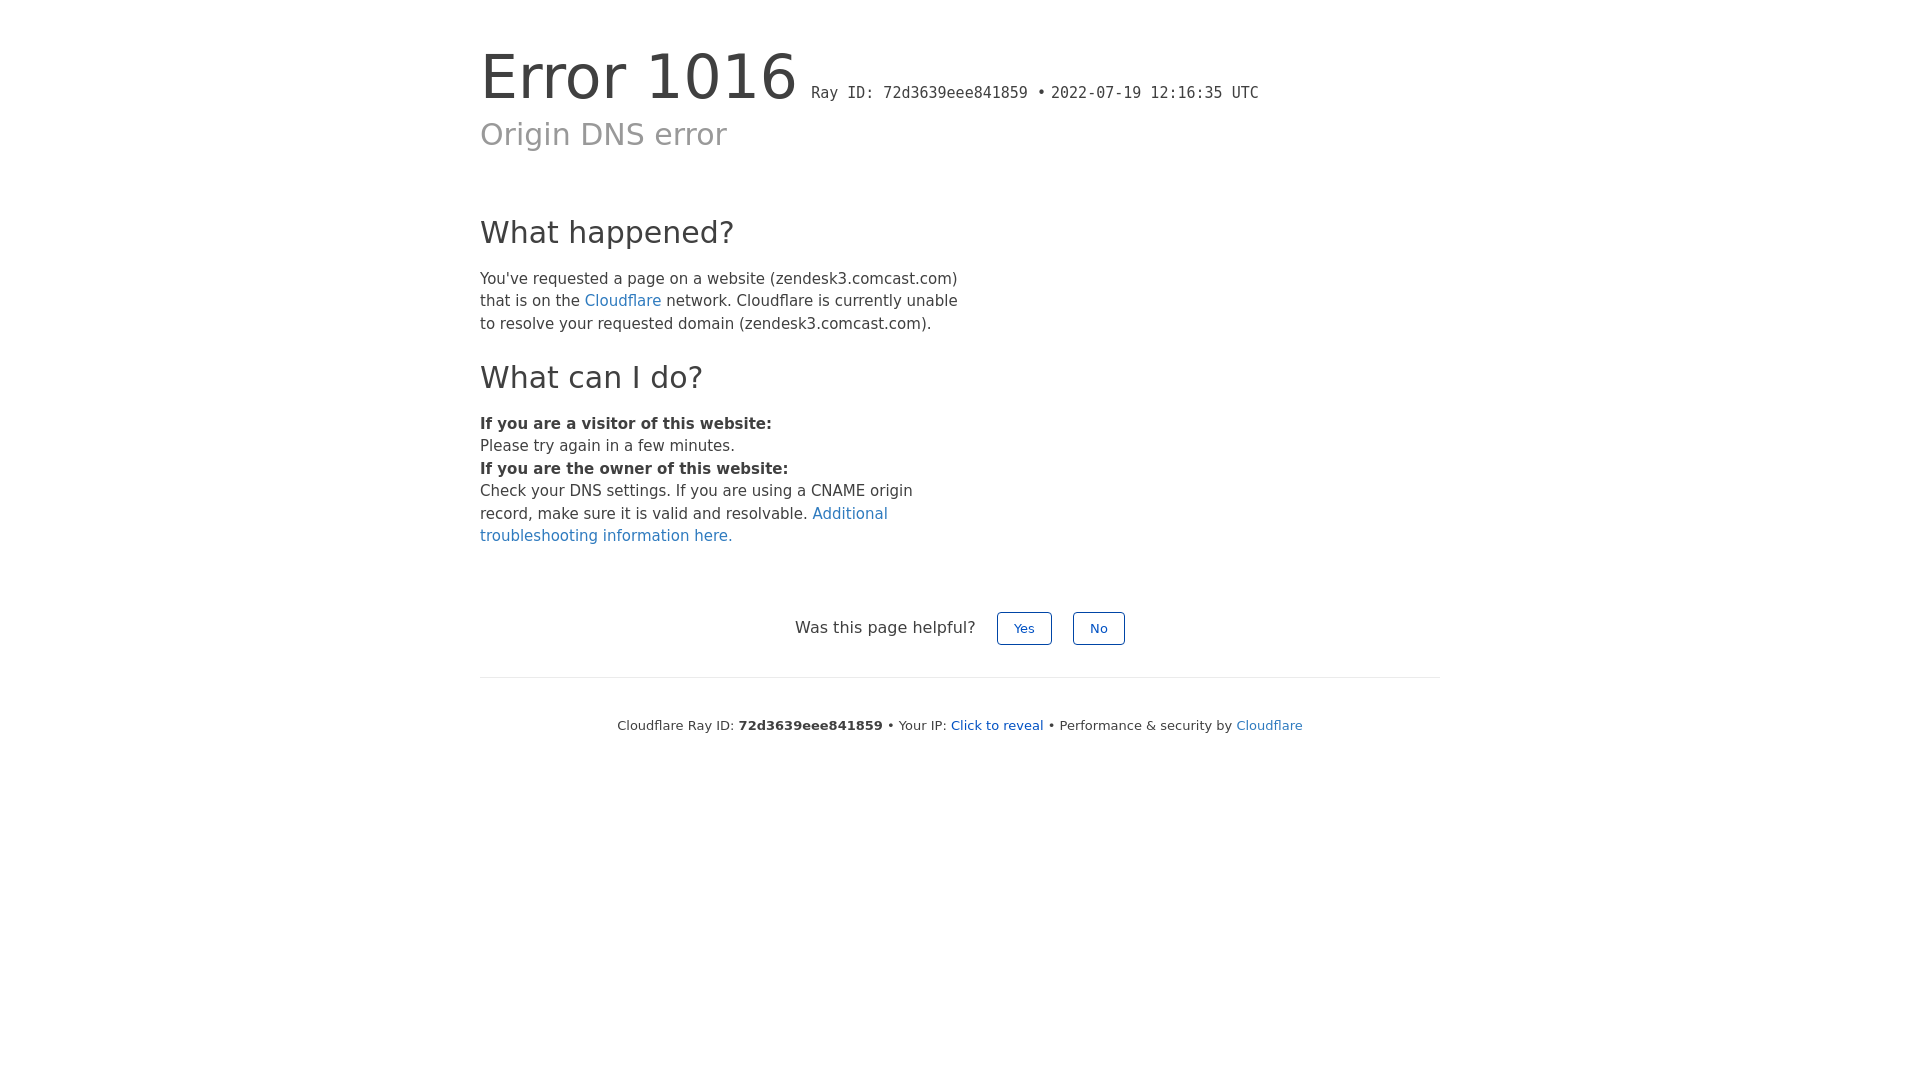 Error 1016 Ray ID: 72d3639eee841859 • 2022-07-19 12:16:35 UTC
Origin DNS error
What happened?
You've requested a page on a website (zendesk3.comcast.com)
that is on the Cloudflare network. Cloudflare is currently unable
to resolve your requested domain (zendesk3.comcast.com).
What can I do?
If you are a visitor of this website:
Please try again in a few minutes.
If you are the owner of this website:
Check your DNS settings. If you are using a CNAME origin
record, make sure it is valid and resolvable. Additional
troubleshooting information here.
Was this page helpful? Yes No
Cloudflare Ray ID: 72d3639eee841859 • Your IP: Click to reveal • Performance & security by Cloudflare